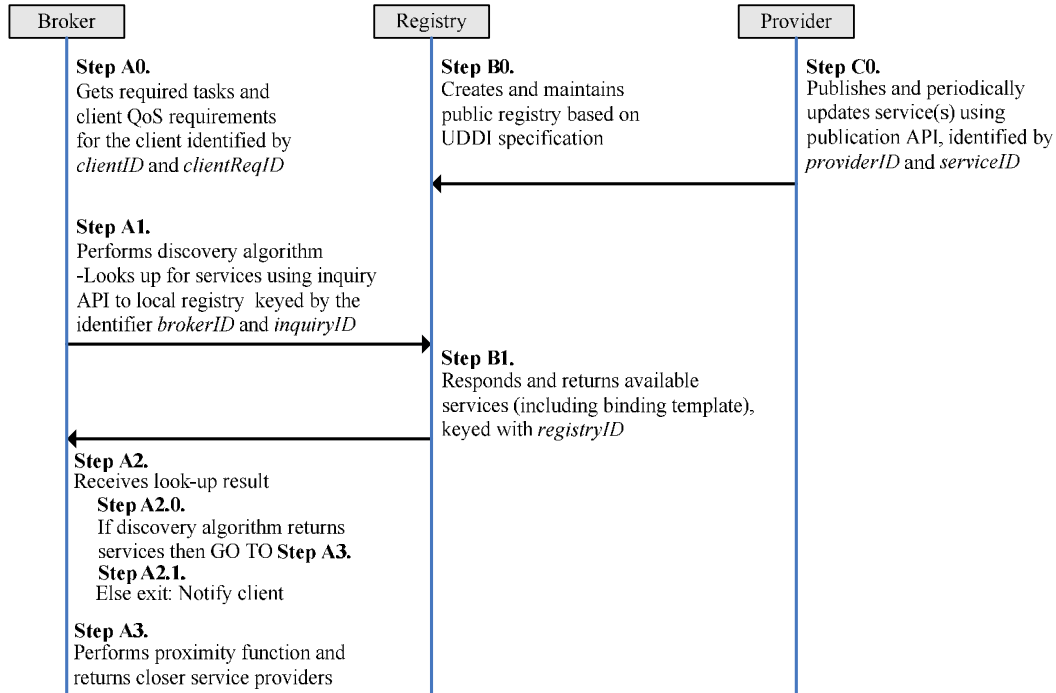 Broker
Registry
Provider
Step A0.
Gets required tasks and
client QoS requirements
for the client identified by
clientID and clientReqID
Step B0.
Creates and maintains
public registry based on
UDDI specification
Step C0.
Publishes and periodically
updates service(s) using
publication API, identified by
providerID and serviceID
Step A1.
Performs discovery algorithm
-Looks up for services using inquiry
API to local registry keyed by the
identifier brokerID and inquiryID
Step B1.
Responds and returns available
services (including binding template),
keyed with registryID
Step A2.
Receives look-up result
Step A2.0.
If discovery algorithm returns
services then GO TO Step A3.
Step A2.1.
Else exit: Notify client
Step A3.
Performs proximity function and
returns closer service providers